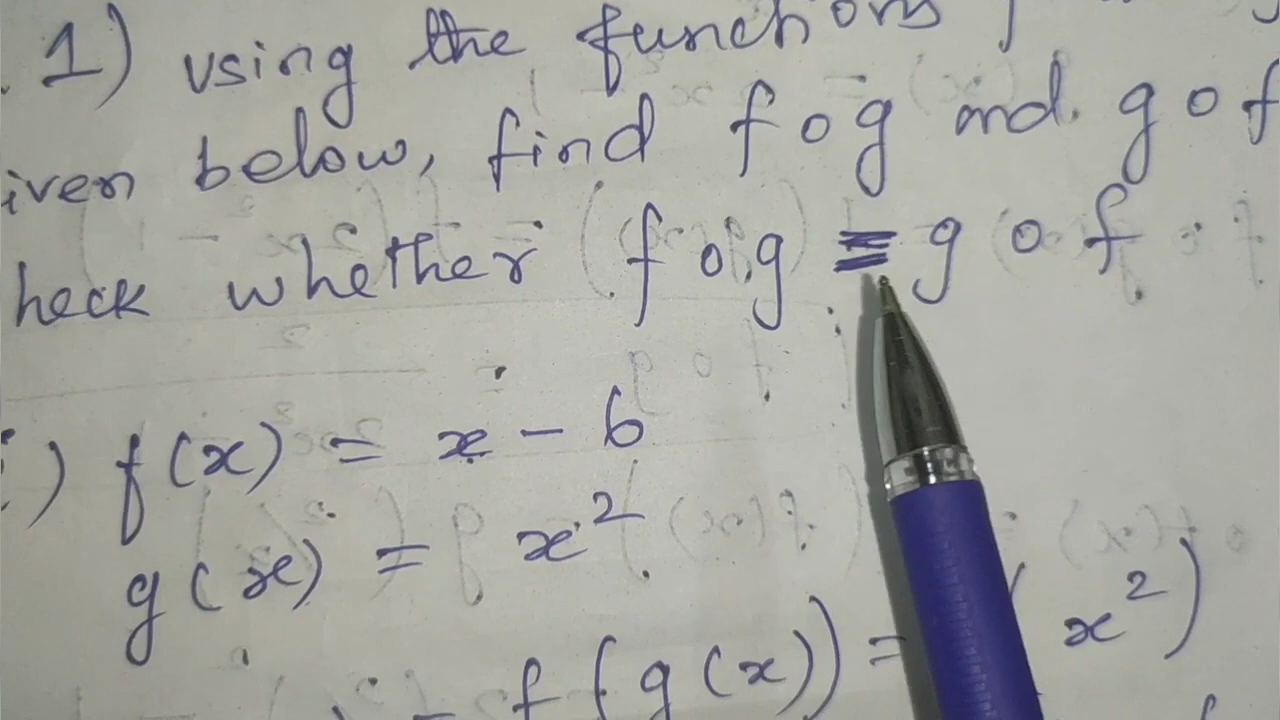 1) using the functions f
iven below, find f o g and g o f
heck whether (f o g = g o f
i) f(x) = x - 6
g(x) = x²
f(g(x)) = (x²)